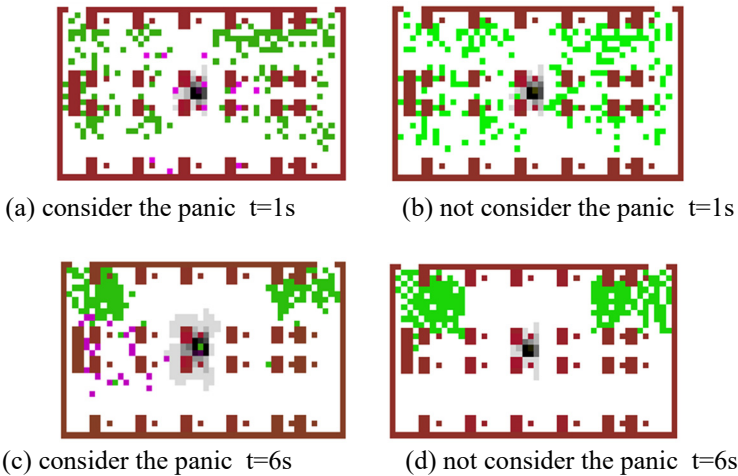 (a) consider the panic t=1s
(b) not consider the panic t=1s
(c) consider the panic t=6s
(d) not consider the panic t=6s